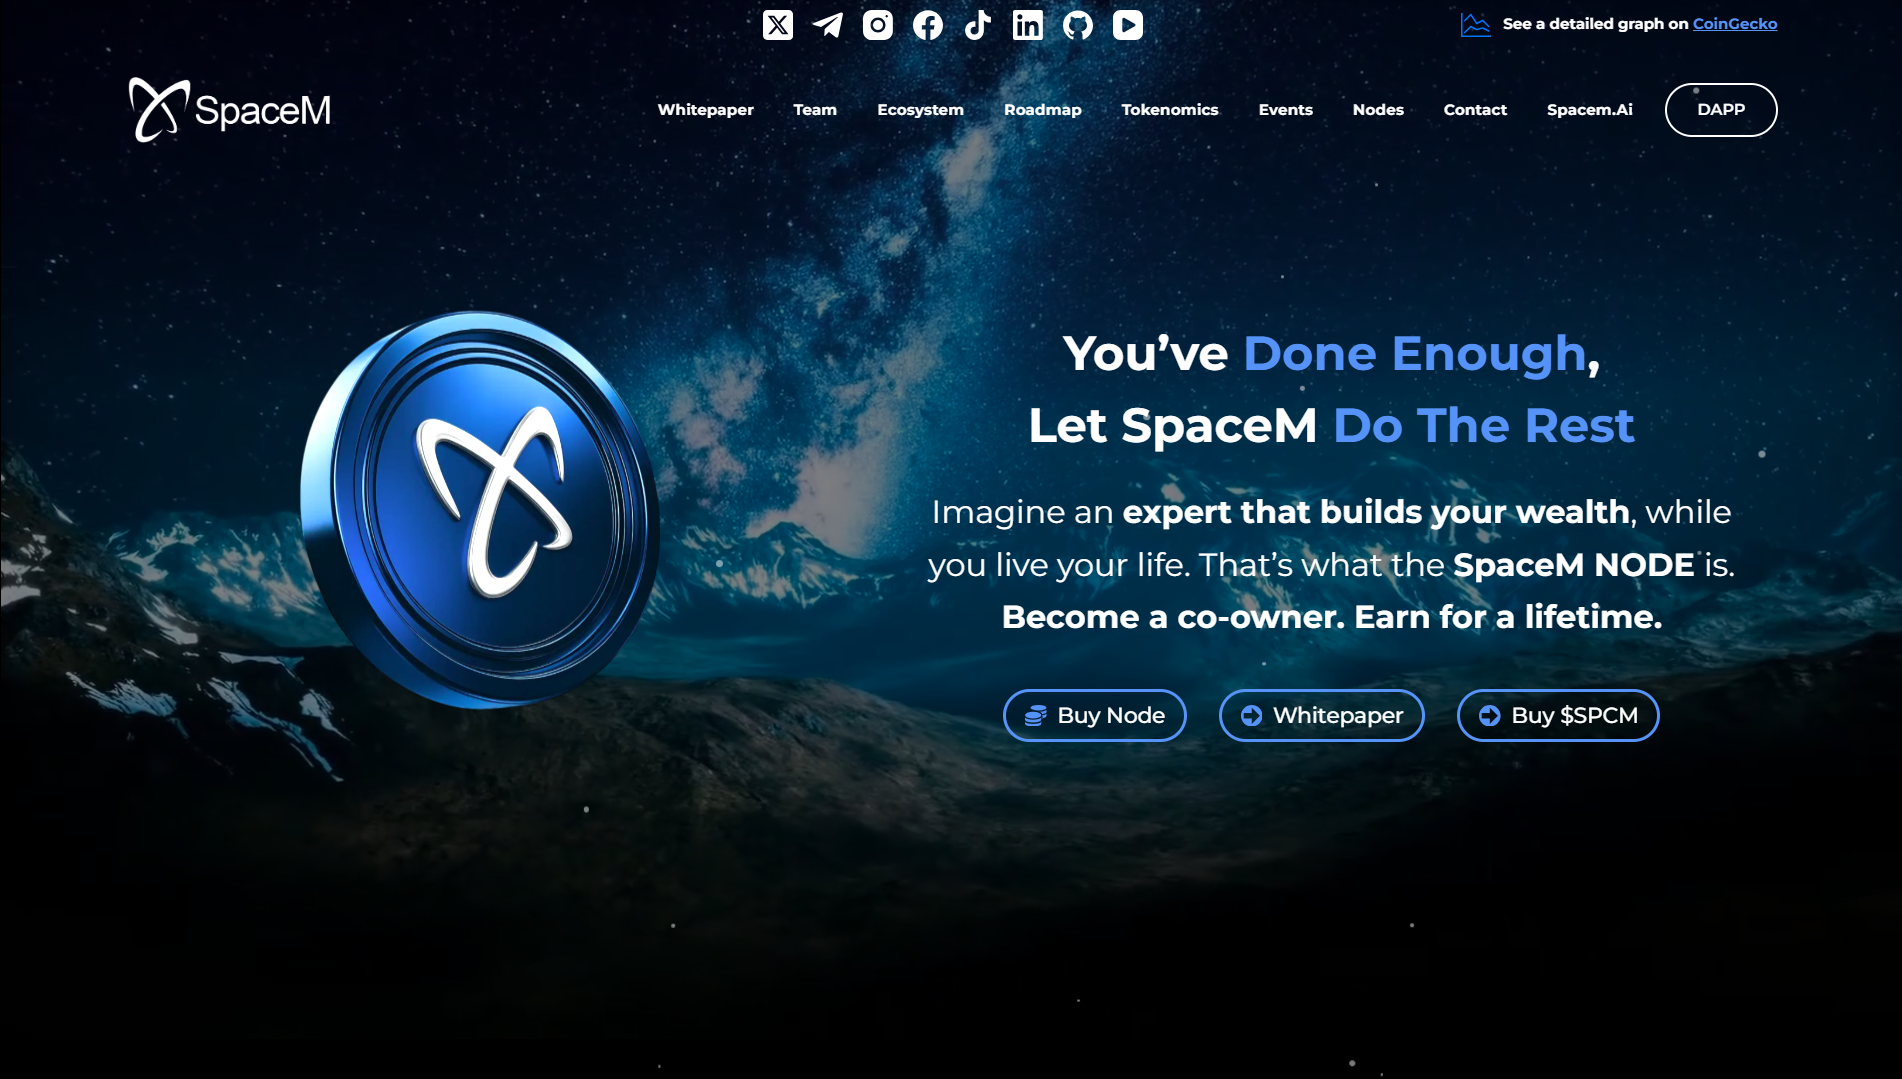 See a detailed graph on CoinGecko
SpaceM
Whitepaper Team Ecosystem Roadmap Tokenomics Events Nodes Contact Spacem.Ai DAPP
You’ve Done Enough,
Let SpaceM Do The Rest
Imagine an expert that builds your wealth, while
you live your life. That’s what the SpaceM NODE is.
Become a co-owner. Earn for a lifetime.
Buy Node Whitepaper Buy $SPCM